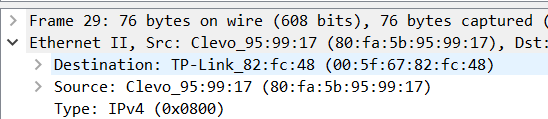 Frame 29: 76 bytes on wire (608 bits), 76 bytes captured (
Ethernet II, Src: Clevo_95:99:17 (80:fa:5b:95:99:17), Dst:
Destination: TP-Link_82:fc:48 (00:5f:67:82:fc:48)
Source: Clevo_95:99:17 (80:fa:5b:95:99:17)
Type: IPv4 (0x0800)